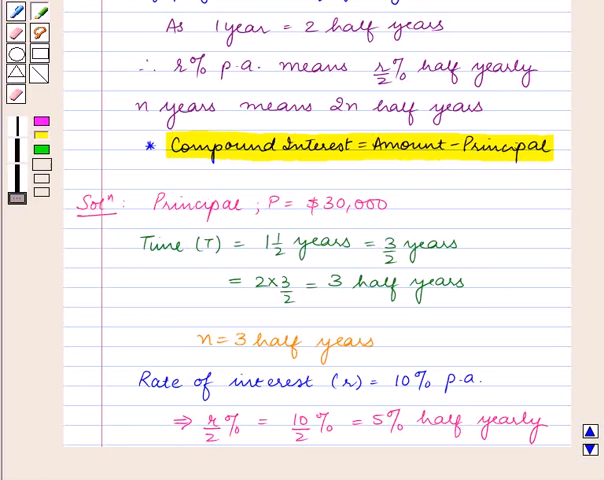 As 1 year = 2 half years
∴ r% p.a. means r/2% half yearly
n years means 2n half years
* Compound Interest = Amount - Principal
Solⁿ: Principal, P = $30,000
Time (T) = 1 1/2 years = 3/2 years
= 2 × 3/2 = 3 half years
n = 3 half years
Rate of interest (r) = 10% p.a.
⇒ r/2% = 10/2% = 5% half yearly